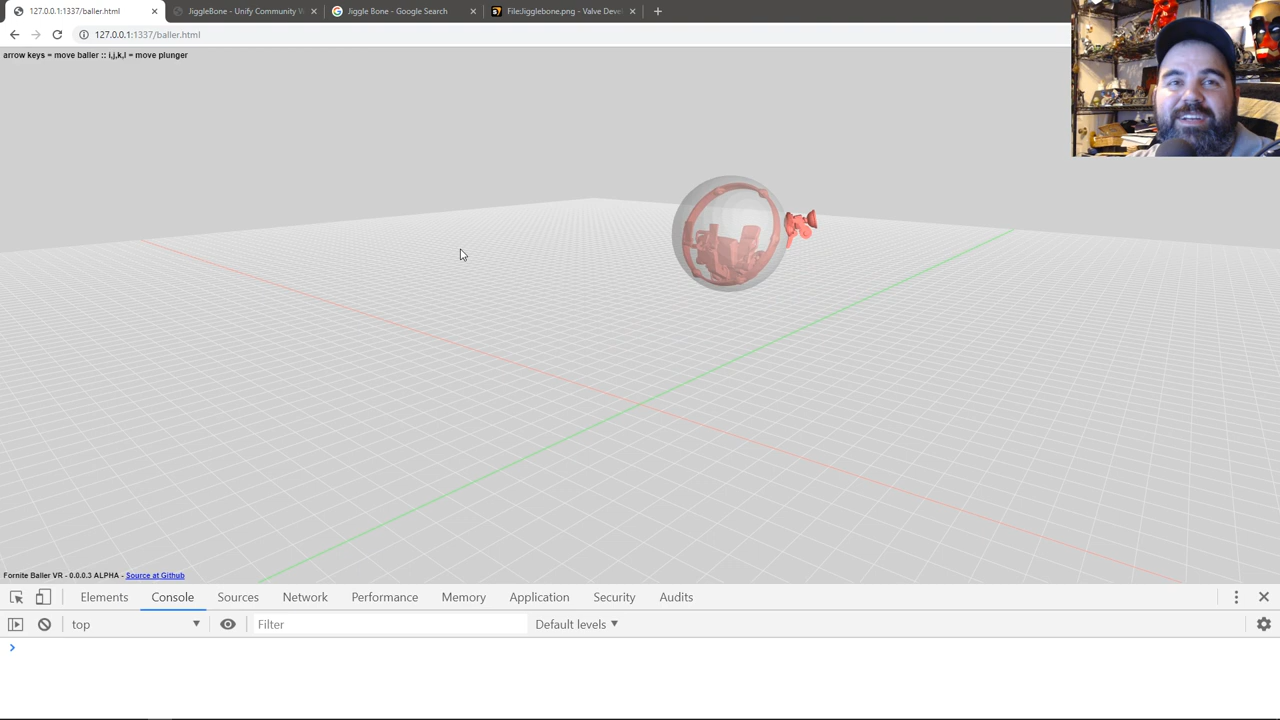 127.0.0.1:1337/baller.html
JiggleBone - Unify Community W
Jiggle Bone - Google Search
File:Jigglebone.png - Valve Deve
127.0.0.1:1337/baller.html
arrow keys = move baller :: i,j,k,l = move plunger
Fornite Baller VR - 0.0.0.3 ALPHA - Source at Github
Elements
Console
Sources
Network
Performance
Memory
Application
Security
Audits
top
Filter
Default levels